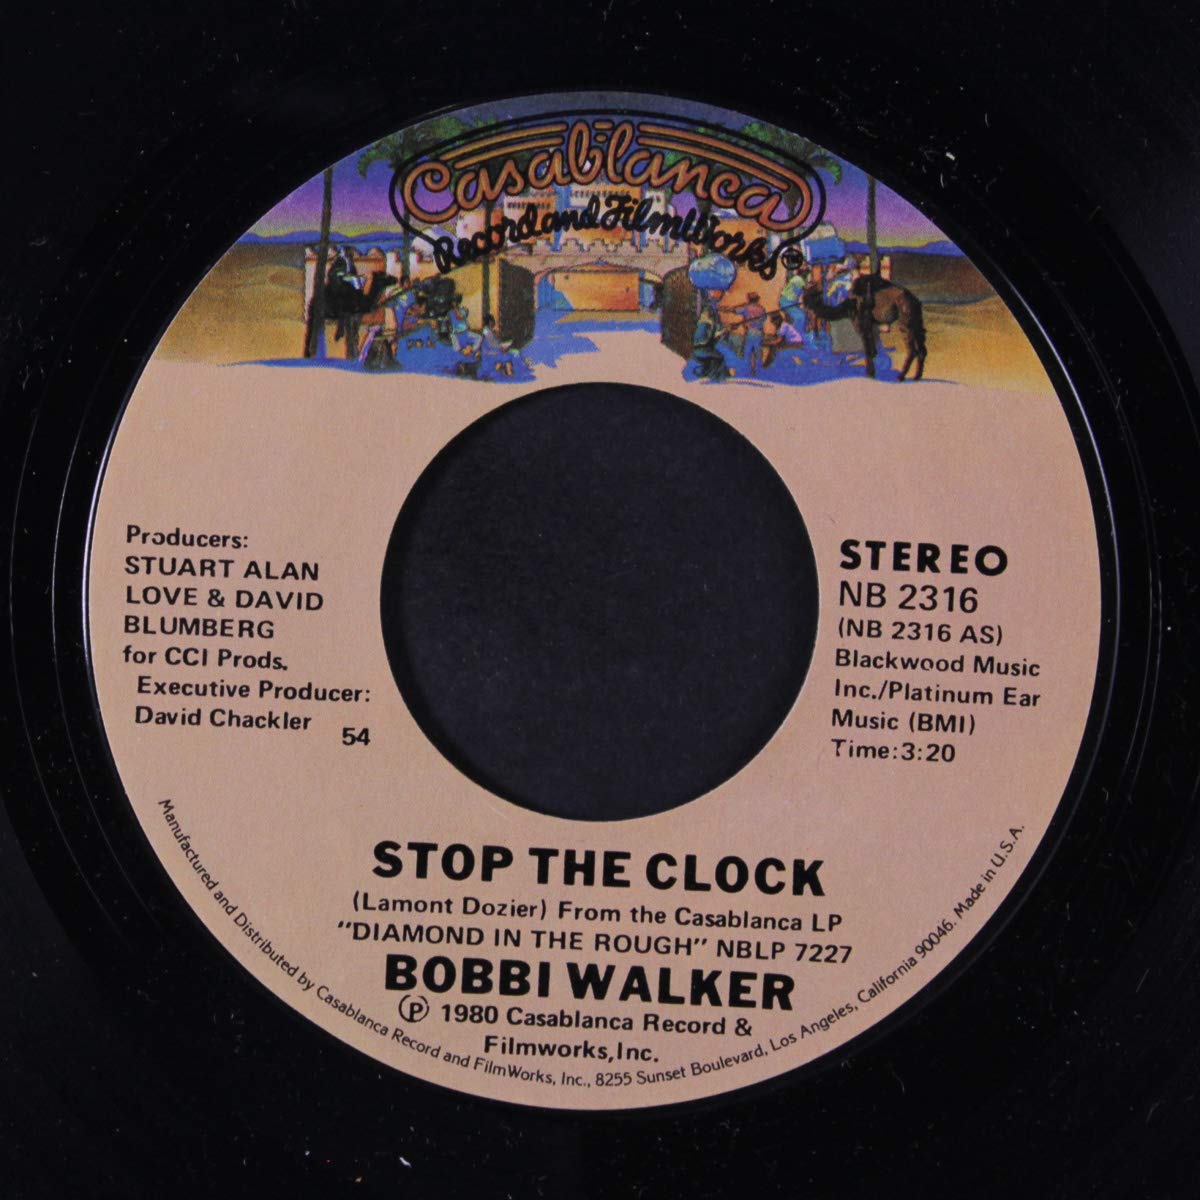 Casablanca
Record and FilmWorks™
Producers:
STUART ALAN
LOVE & DAVID
BLUMBERG
for CCI Prods.
Executive Producer:
David Chackler
54
STEREO
NB 2316
(NB 2316 AS)
Blackwood Music
Inc./Platinum Ear
Music (BMI)
Time:3:20
STOP THE CLOCK
(Lamont Dozier) From the Casablanca LP
"DIAMOND IN THE ROUGH" NBLP 7227
BOBBI WALKER
Ⓟ 1980 Casablanca Record &
Filmworks,Inc.
Manufactured and Distributed by Casablanca Record and FilmWorks, Inc., 8255 Sunset Boulevard, Los Angeles, California 90046. Made in U.S.A.